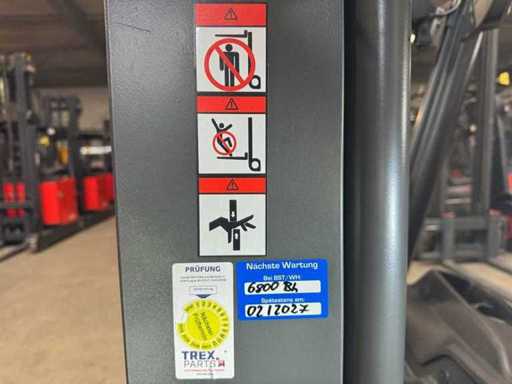 PRÜFUNG
TREX.
PARTS
Nächste Wartung
Bei BST/WH:
6800 Bh
Spätestens am:
02/2027